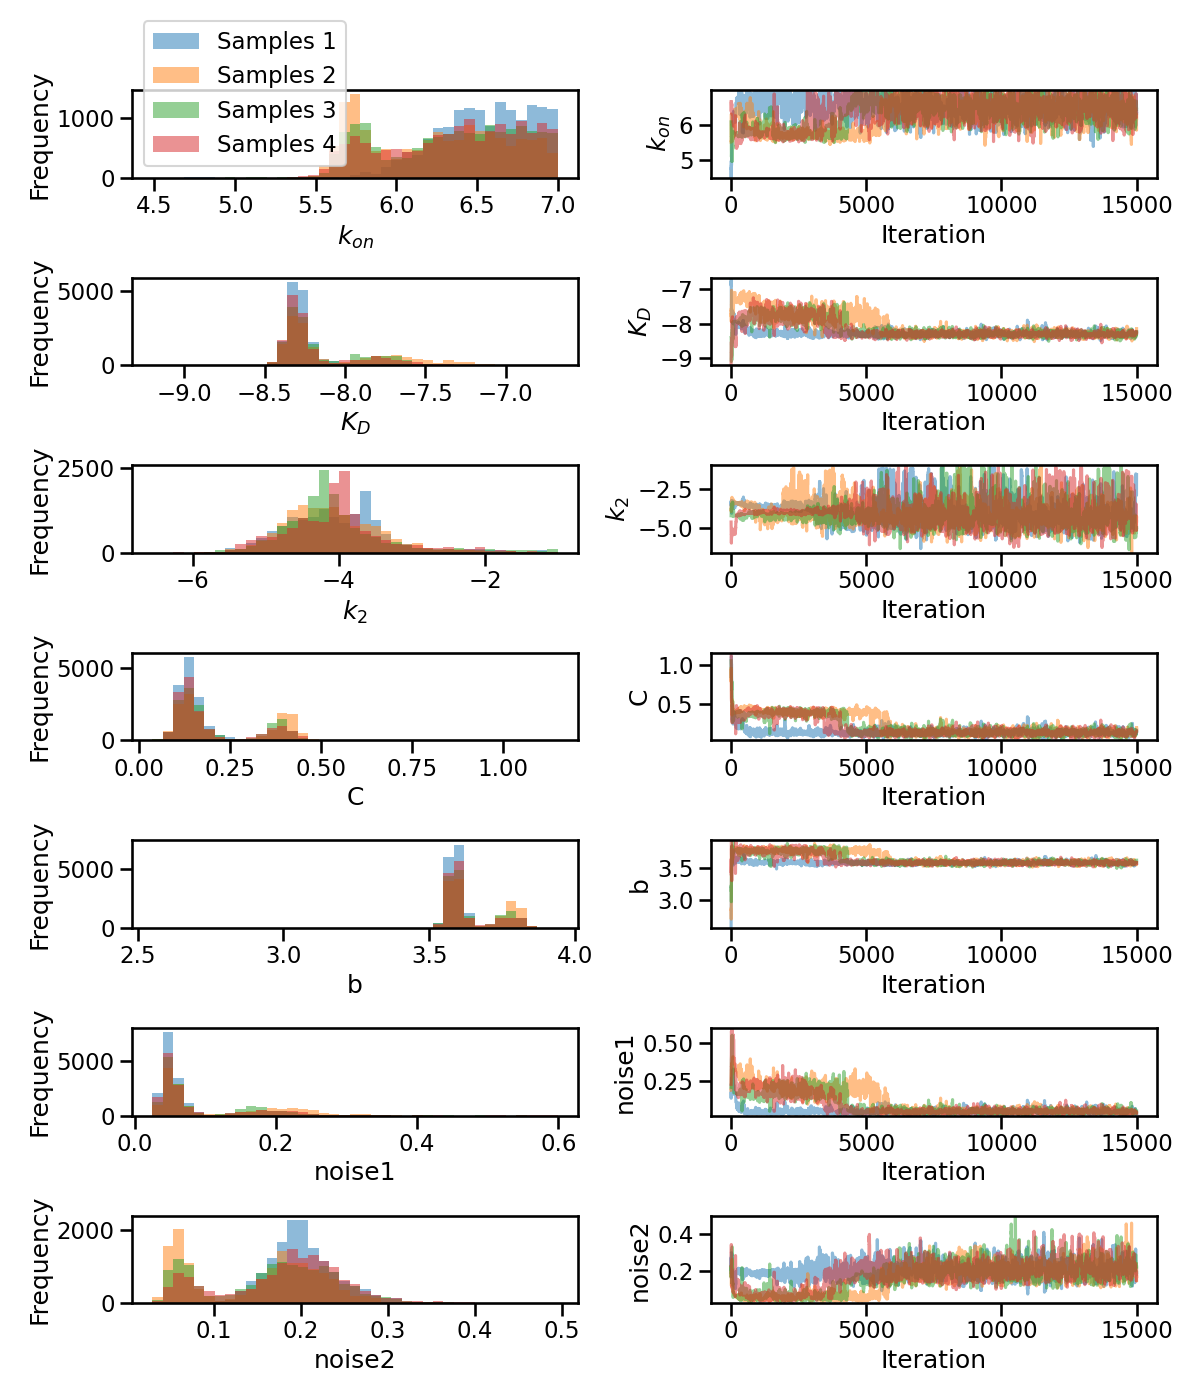 Samples 1
Samples 2
Samples 3
Samples 4
Frequency
1000
0
4.5 5.0 5.5 6.0 6.5 7.0
k_on
k_on
6
5
0 5000 10000 15000
Iteration
Frequency
5000
0
−9.0 −8.5 −8.0 −7.5 −7.0
K_D
K_D
−7
−8
−9
0 5000 10000 15000
Iteration
Frequency
2500
0
−6 −4 −2
k_2
k_2
−2.5
−5.0
0 5000 10000 15000
Iteration
Frequency
5000
0
0.00 0.25 0.50 0.75 1.00
C
C
1.0
0.5
0 5000 10000 15000
Iteration
Frequency
5000
0
2.5 3.0 3.5 4.0
b
b
3.5
3.0
0 5000 10000 15000
Iteration
Frequency
5000
0
0.0 0.2 0.4 0.6
noise1
noise1
0.50
0.25
0 5000 10000 15000
Iteration
Frequency
2000
0
0.1 0.2 0.3 0.4 0.5
noise2
noise2
0.4
0.2
0 5000 10000 15000
Iteration